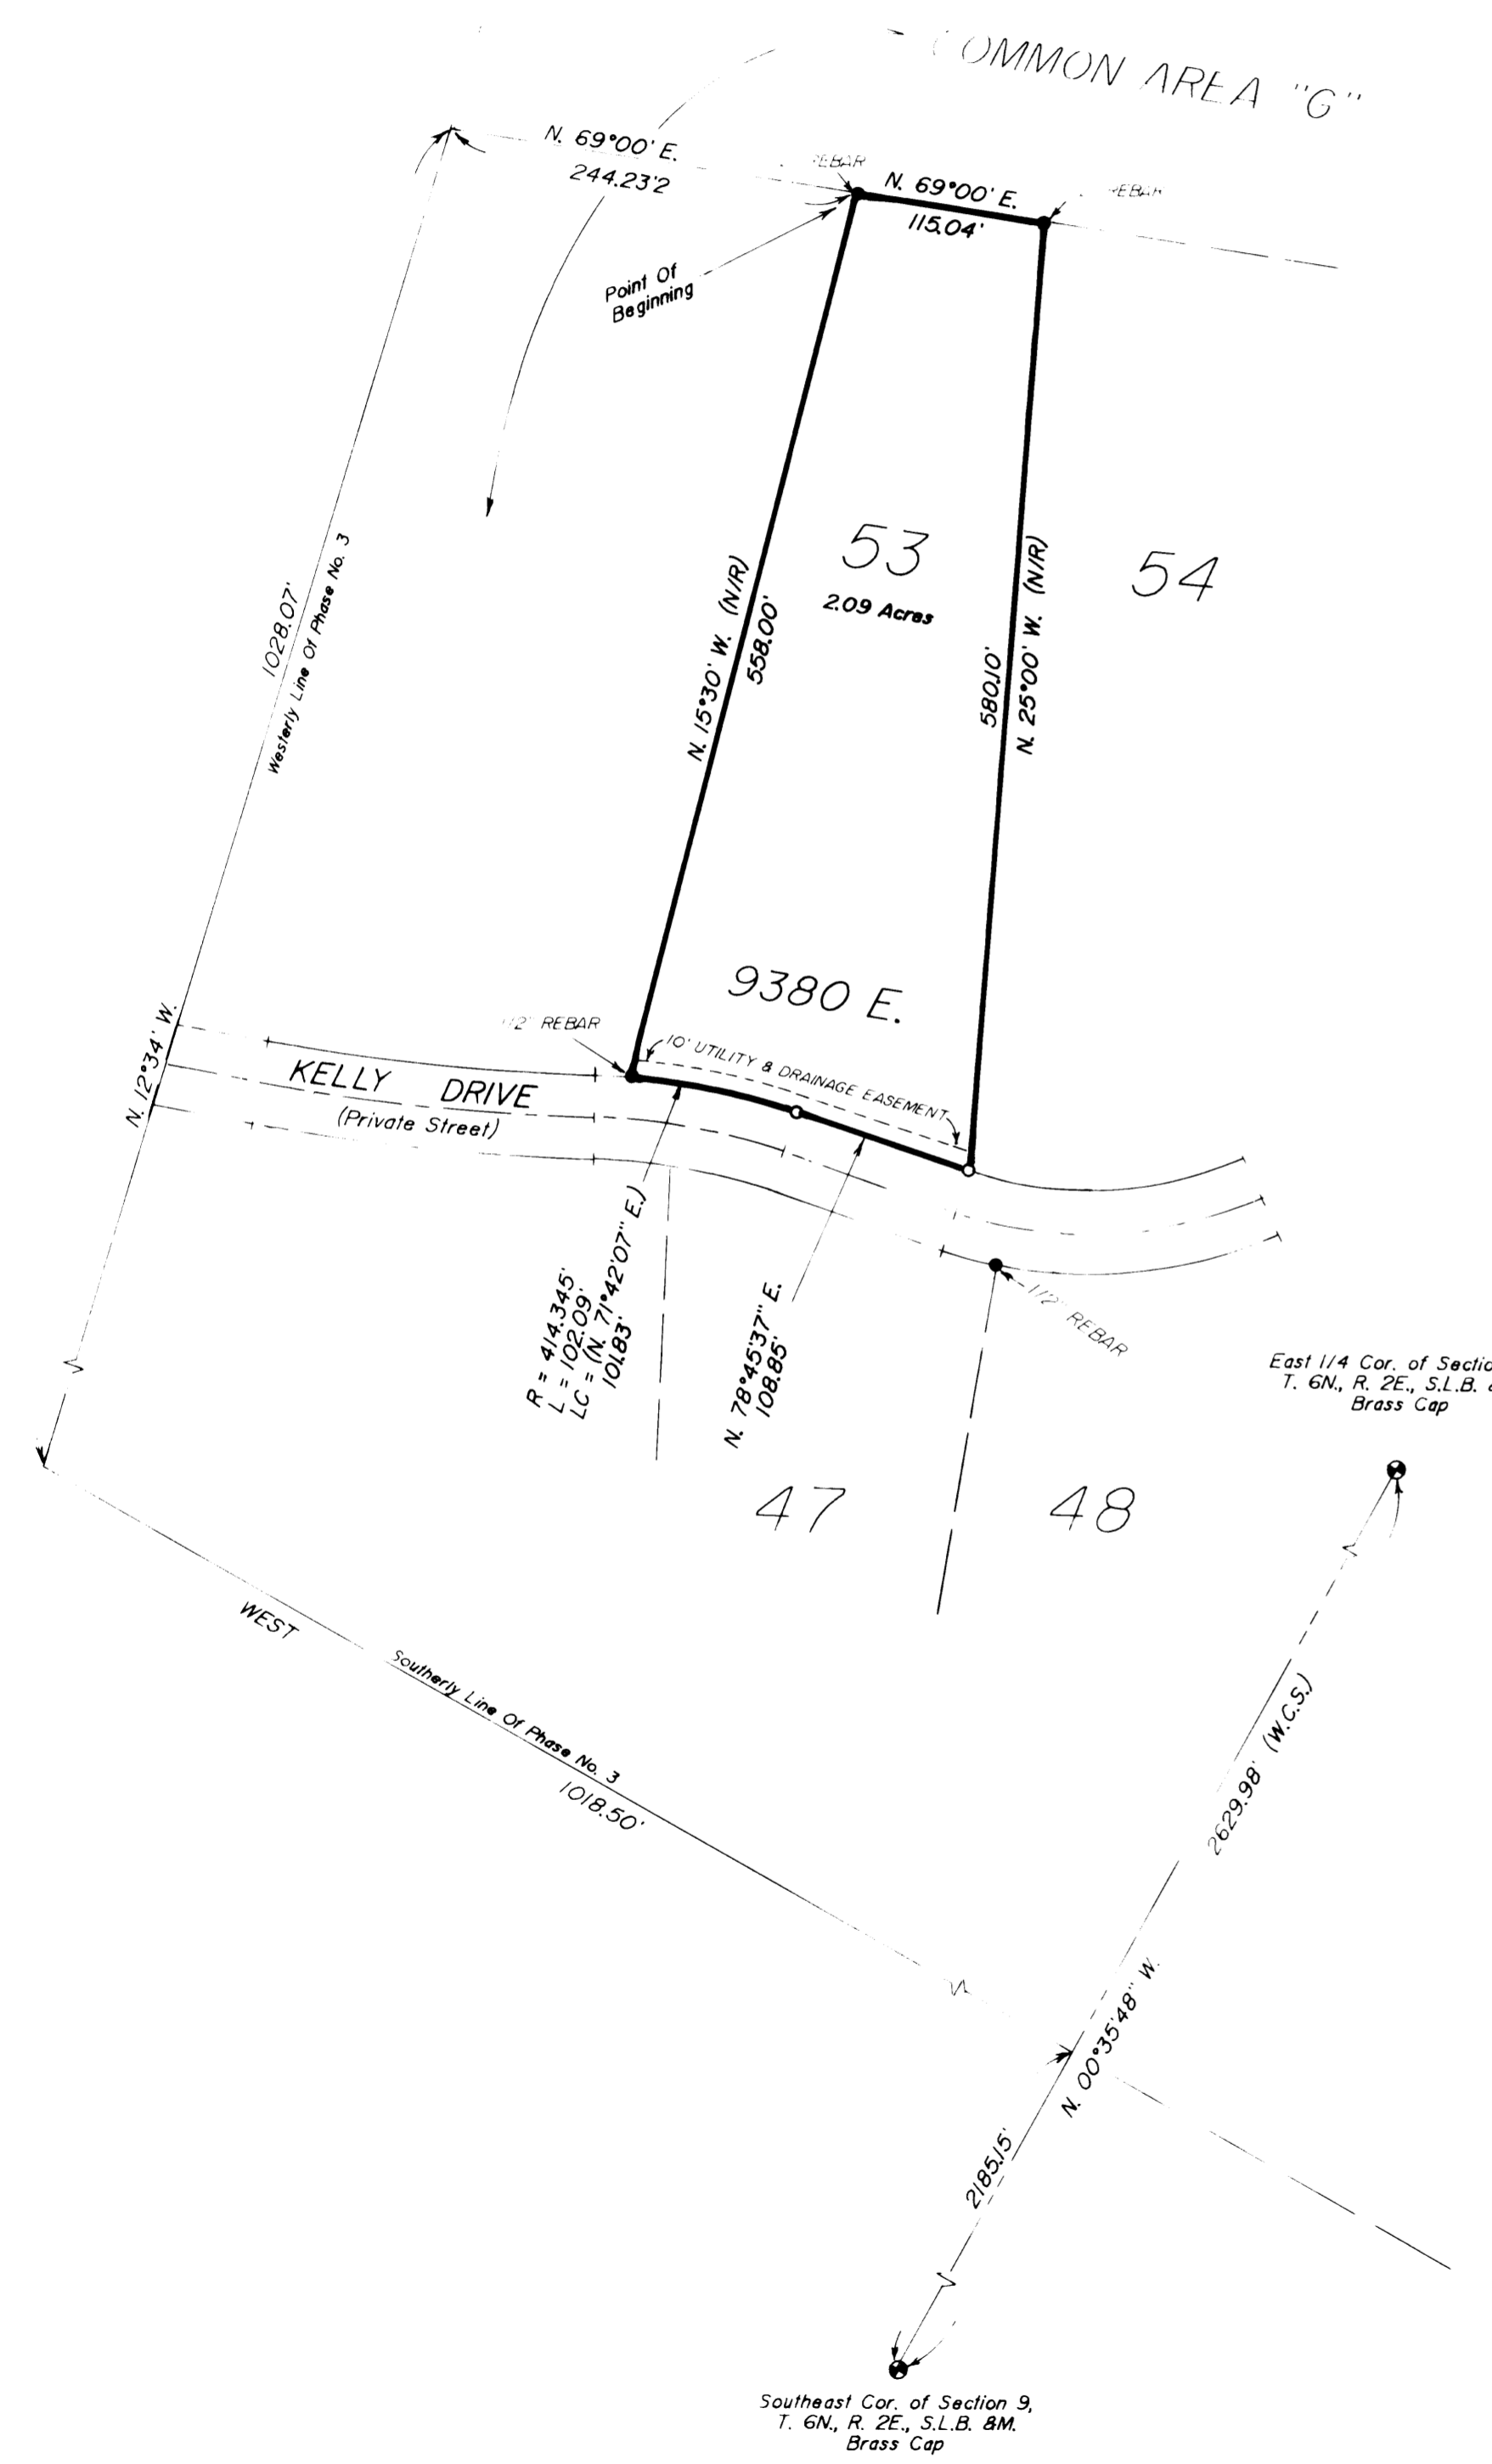 COMMON AREA "G"
N. 69°00' E.
244.23'2
REBAR
N. 69°00' E.
115.04'
REBAR
Point Of
Beginning
53
2.09 Acres
54
N. 15°30' W. (N/R)
558.00'
580.10'
N. 25°00' W. (N/R)
1028.07'
Westerly Line Of Phase No. 3
N. 12°34' W.
9380 E.
1/2" REBAR
10' UTILITY & DRAINAGE EASEMENT
KELLY DRIVE
(Private Street)
R = 414.345'
L = 102.09'
LC = (N. 71°42'07" E.)
101.83'
N. 78°45'37" E.
108.85'
1/2" REBAR
East 1/4 Cor. of
T. 6N., R. 2E., S.L.B.
Brass Cap
47
48
WEST
Southerly Line Of Phase No. 3
1018.50'
2629.98' (W.C.S.)
N. 00°35'48" W.
2185.15'
Southeast Cor. of Section 9,
T. 6N., R. 2E., S.L.B. &M.
Brass Cap